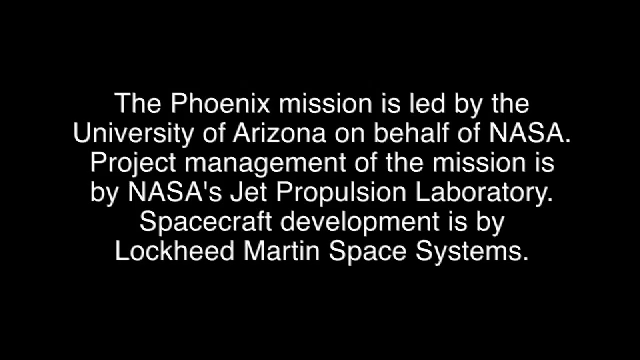 The Phoenix mission is led by the
University of Arizona on behalf of NASA.
Project management of the mission is
by NASA's Jet Propulsion Laboratory.
Spacecraft development is by
Lockheed Martin Space Systems.